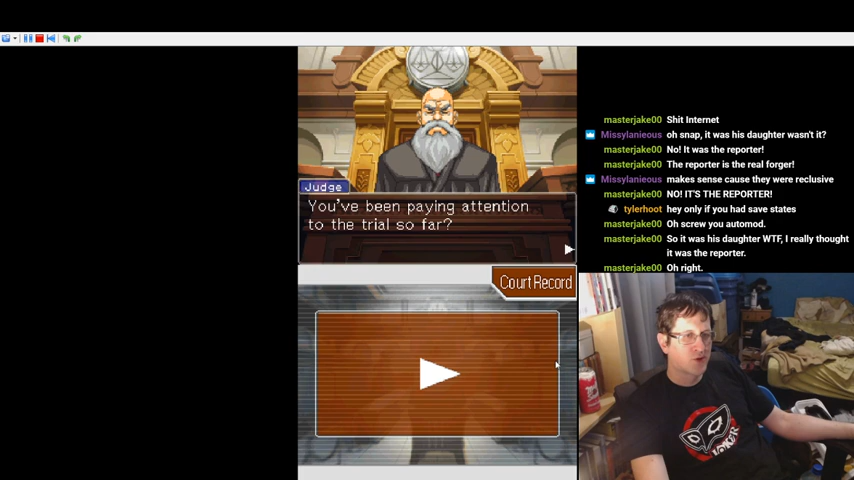 Judge
You've been paying attention
to the trial so far?
Court Record
masterjake00 Shit Internet
Missylanieous oh snap, it was his daughter wasn't it?
masterjake00 No! It was the reporter!
masterjake00 The reporter is the real forger!
Missylanieous makes sense cause they were reclusive
masterjake00 NO! IT'S THE REPORTER!
tylerhoot hey only if you had save states
masterjake00 Oh screw you automod.
masterjake00 So it was his daughter WTF, I really thought
it was the reporter.
masterjake00 Oh right.
JOKER